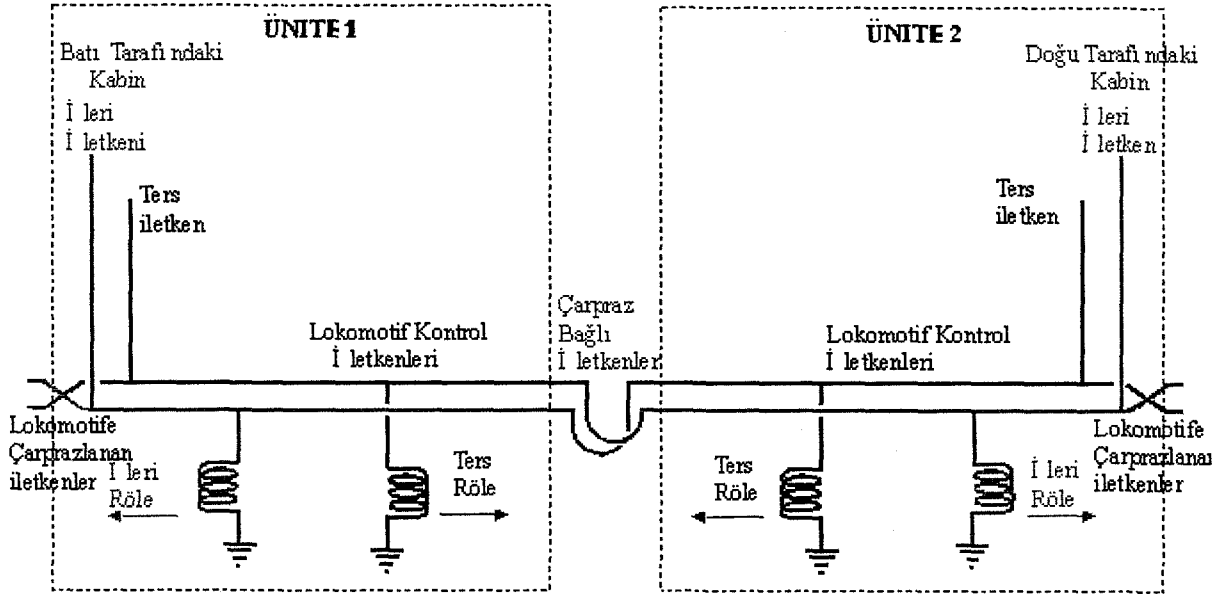 ÜNITE 1
ÜNITE 2
Batı Tarafındaki
Kabin
İleri
İletkeni
Ters
iletken
Doğu Tarafındaki
Kabin
İleri
İletken
Ters
iletken
Lokomotif Kontrol
İletkenleri
Çarpraz
Bağlı
İletkenler
Lokomotif Kontrol
İletkenleri
Lokomotife
Çarprazlanan
iletkenler
İleri
Röle
Ters
Röle
Ters
Röle
İleri
Röle
Lokomotife
Çarprazlanan
iletkenler